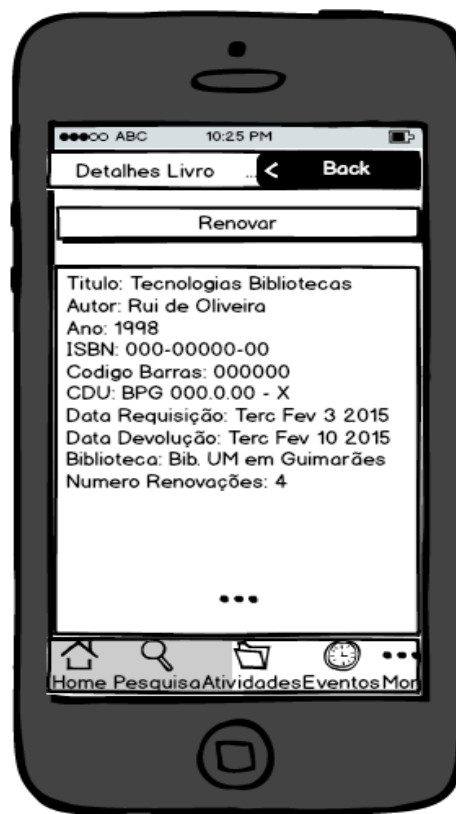 ABC 10:25 PM
Detalhes Livro ... < Back
Renovar
Titulo: Tecnologias Bibliotecas
Autor: Rui de Oliveira
Ano: 1998
ISBN: 000-00000-00
Codigo Barras: 000000
CDU: BPG 000.0.00 - X
Data Requisição: Terc Fev 3 2015
Data Devolução: Terc Fev 10 2015
Biblioteca: Bib. UM em Guimarães
Numero Renovações: 4
...
Home Pesquisa Atividades Eventos Mor